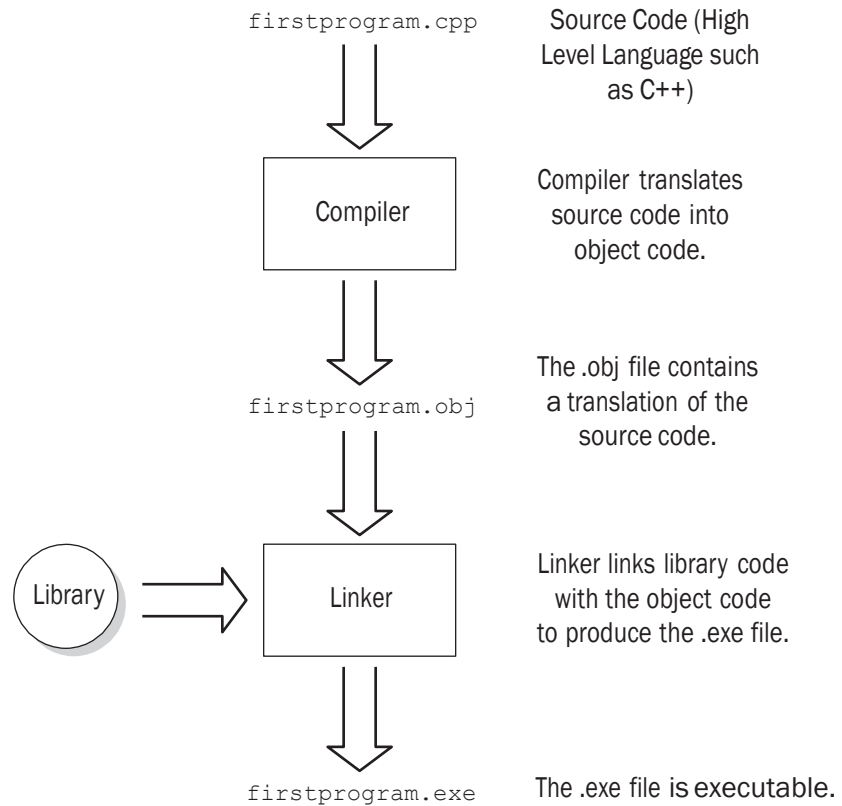 firstprogram.cpp
Source Code (High
Level Language such
as C++)
Compiler
Compiler translates
source code into
object code.
firstprogram.obj
The .obj file contains
a translation of the
source code.
Library
Linker
Linker links library code
with the object code
to produce the .exe file.
firstprogram.exe
The .exe file is executable.